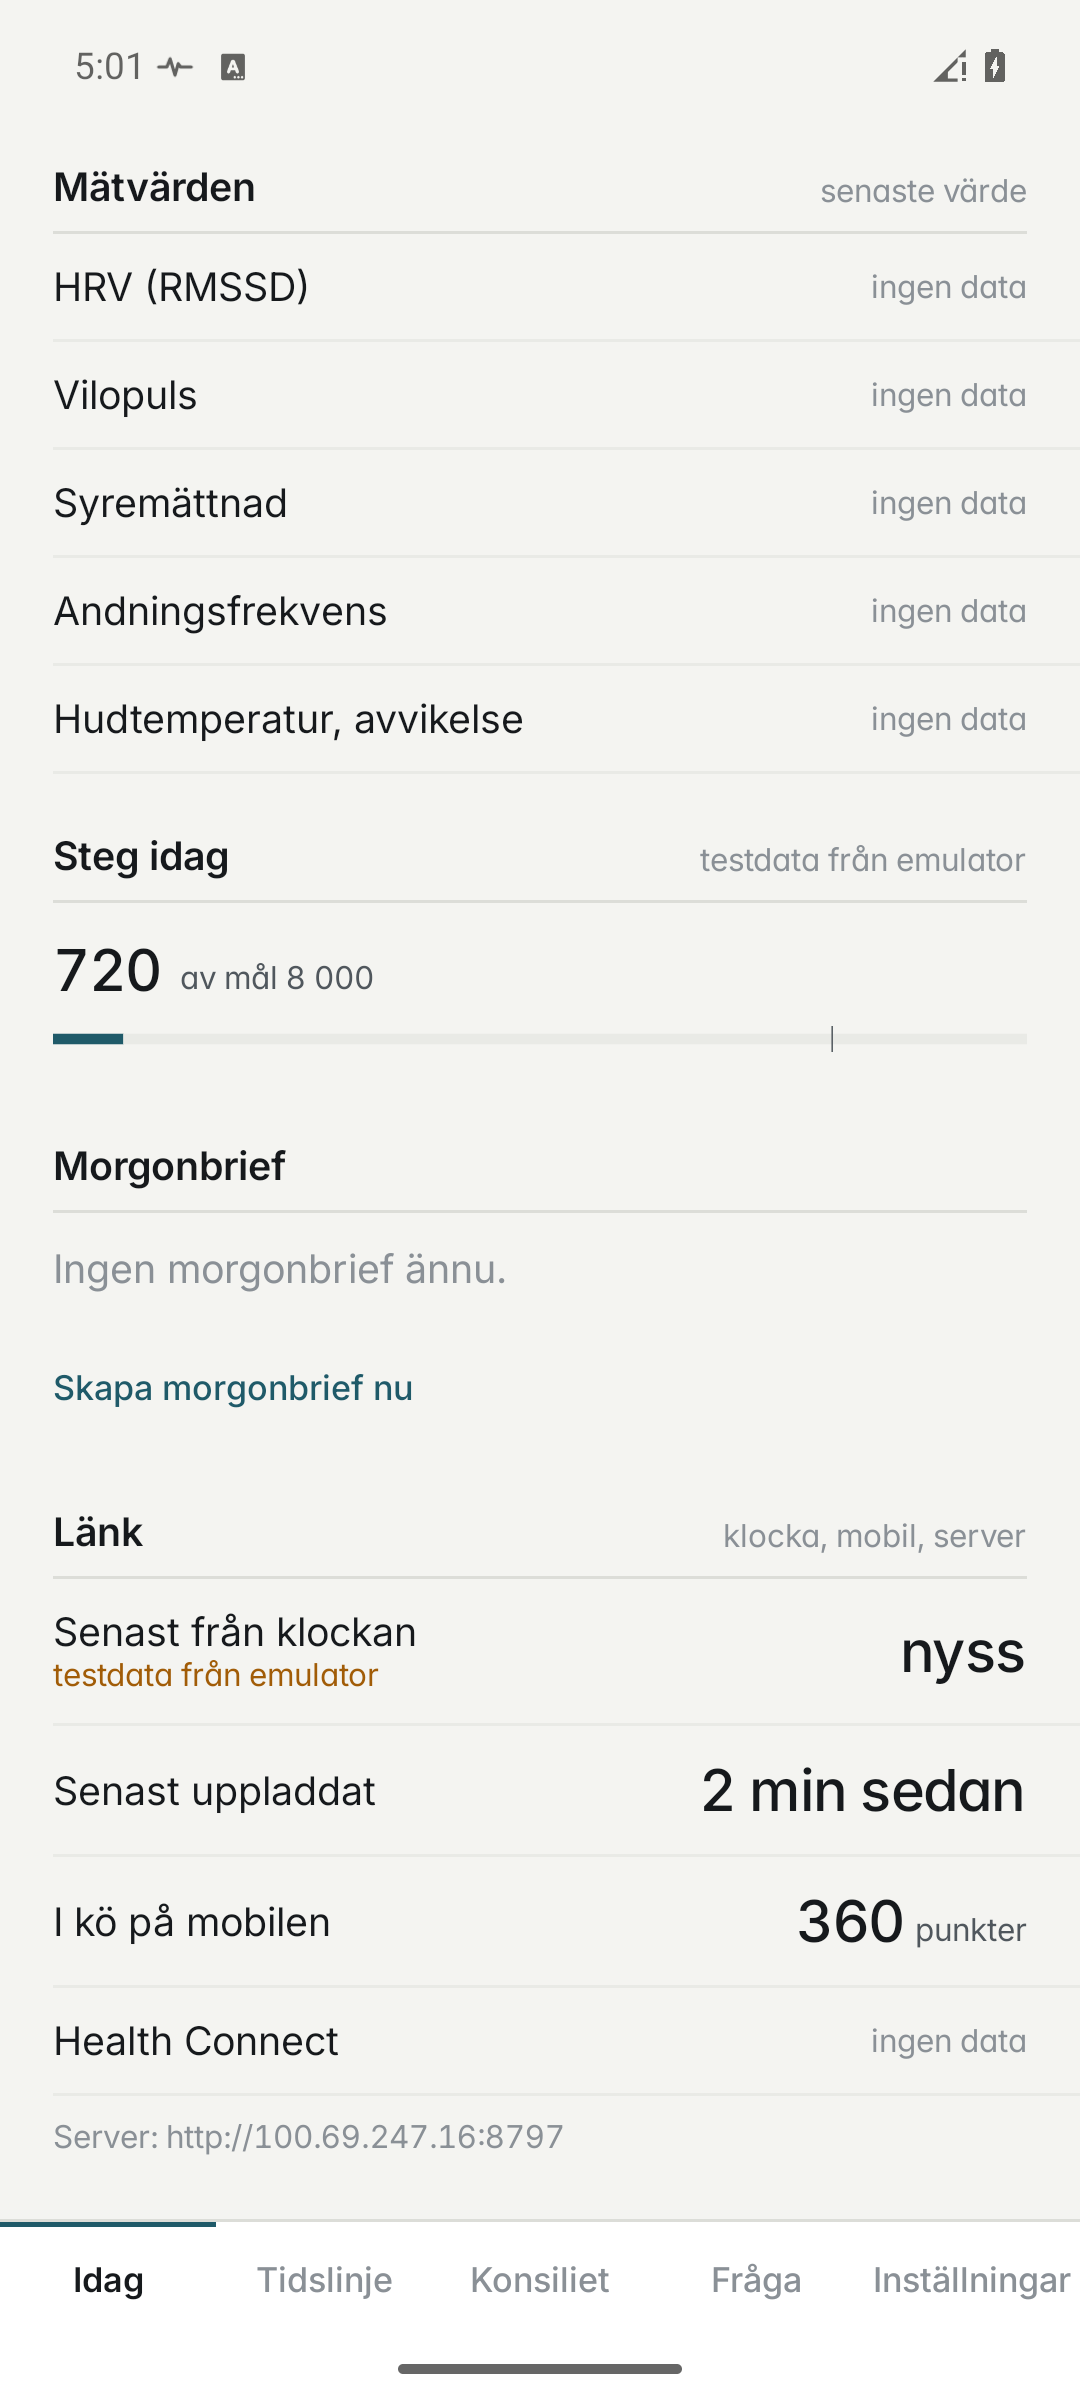 5:01
A
Mätvärden senaste värde
HRV (RMSSD) ingen data
Vilopuls ingen data
Syremättnad ingen data
Andningsfrekvens ingen data
Hudtemperatur, avvikelse ingen data
Steg idag testdata från emulator
720 av mål 8 000
Morgonbrief
Ingen morgonbrief ännu.
Skapa morgonbrief nu
Länk klocka, mobil, server
Senast från klockan nyss
testdata från emulator
Senast uppladdat 2 min sedan
I kö på mobilen 360 punkter
Health Connect ingen data
Server: http://100.69.247.16:8797
Idag Tidslinje Konsiliet Fråga Inställningar